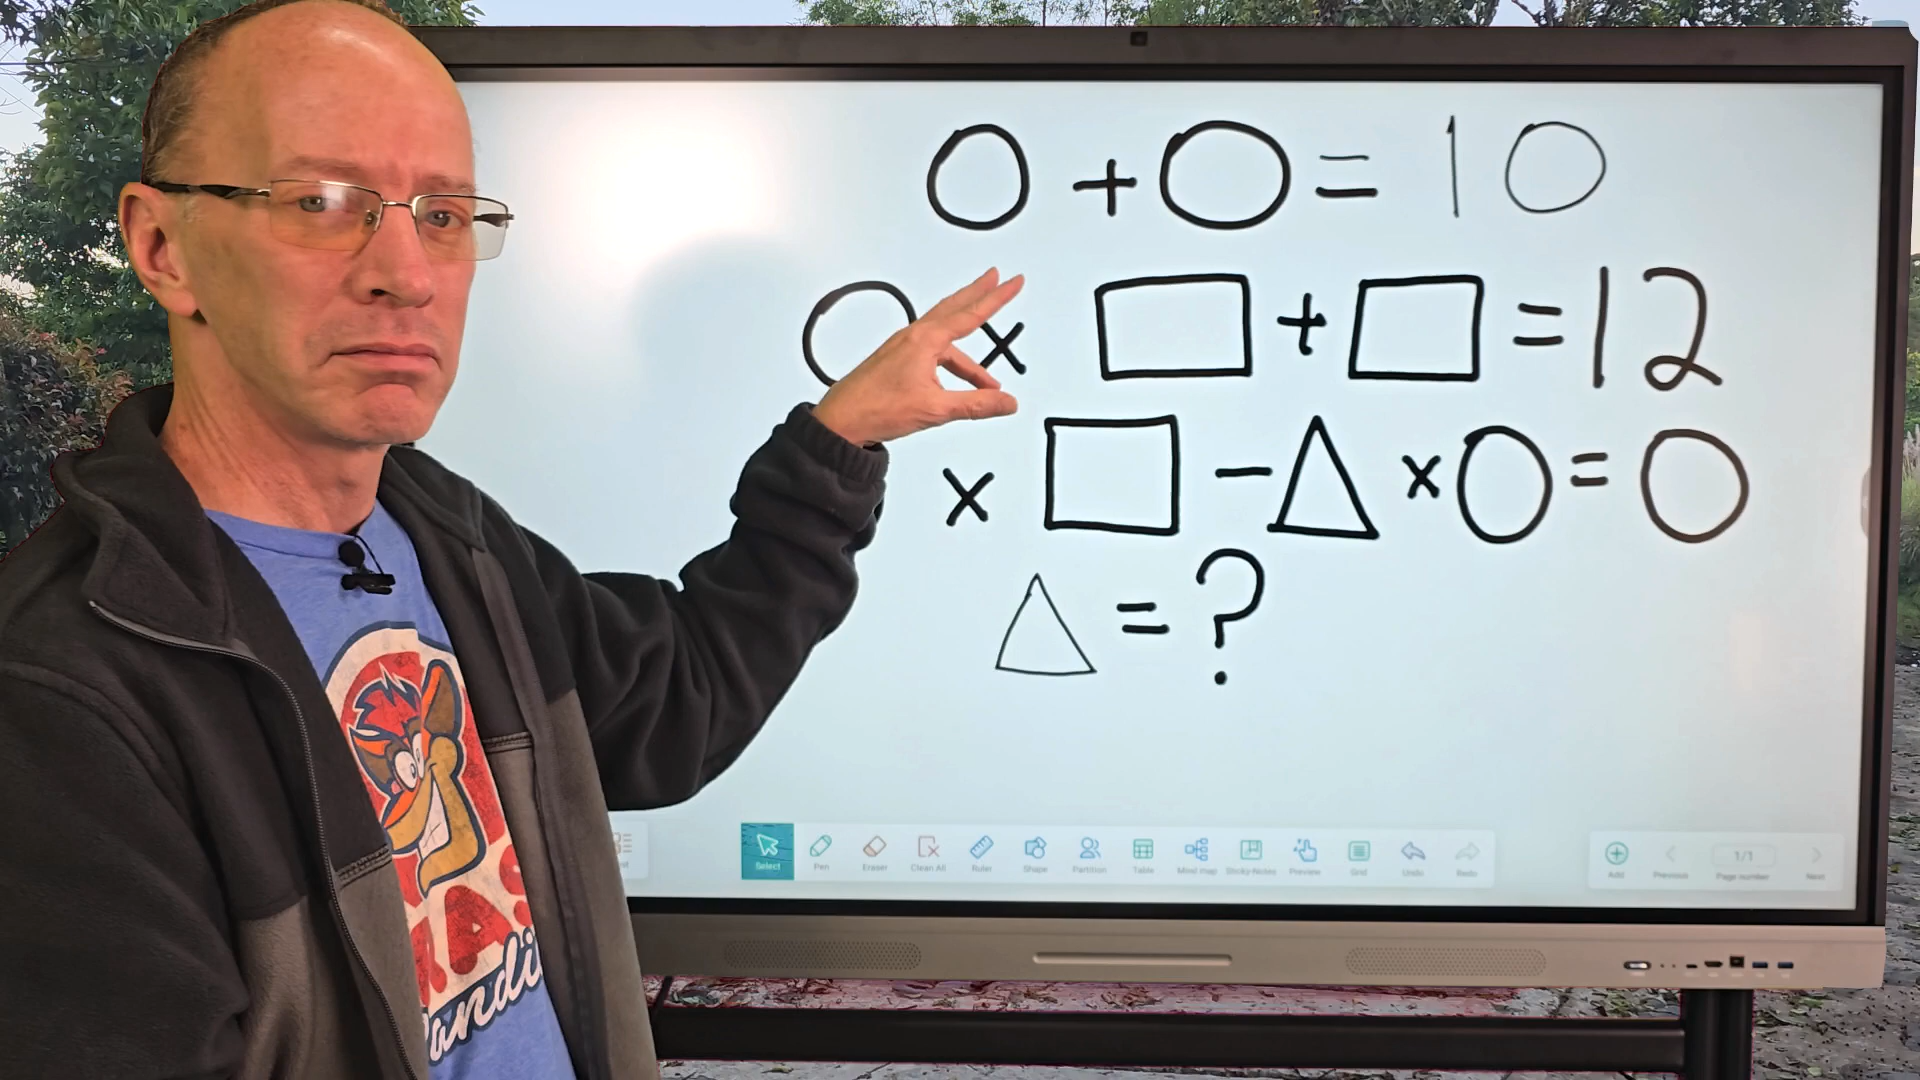 ○ + ○ = 10
○ × □ + □ = 12
× □ − △ × ○ = ○
△ = ?
Select Pen Eraser Clean All Ruler Shape Partition Table Mind map Sticky-Notes Preview Grid Undo Redo
Add Previous 1/1 Page number Next